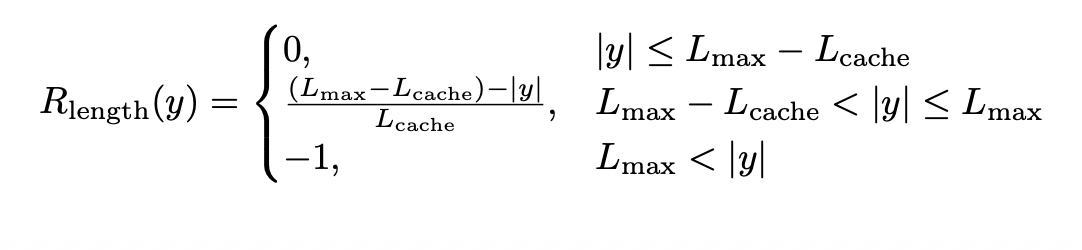 R_length(y) = { 0, |y| ≤ L_max − L_cache
((L_max−L_cache)−|y|)/L_cache, L_max − L_cache < |y| ≤ L_max
−1, L_max < |y|